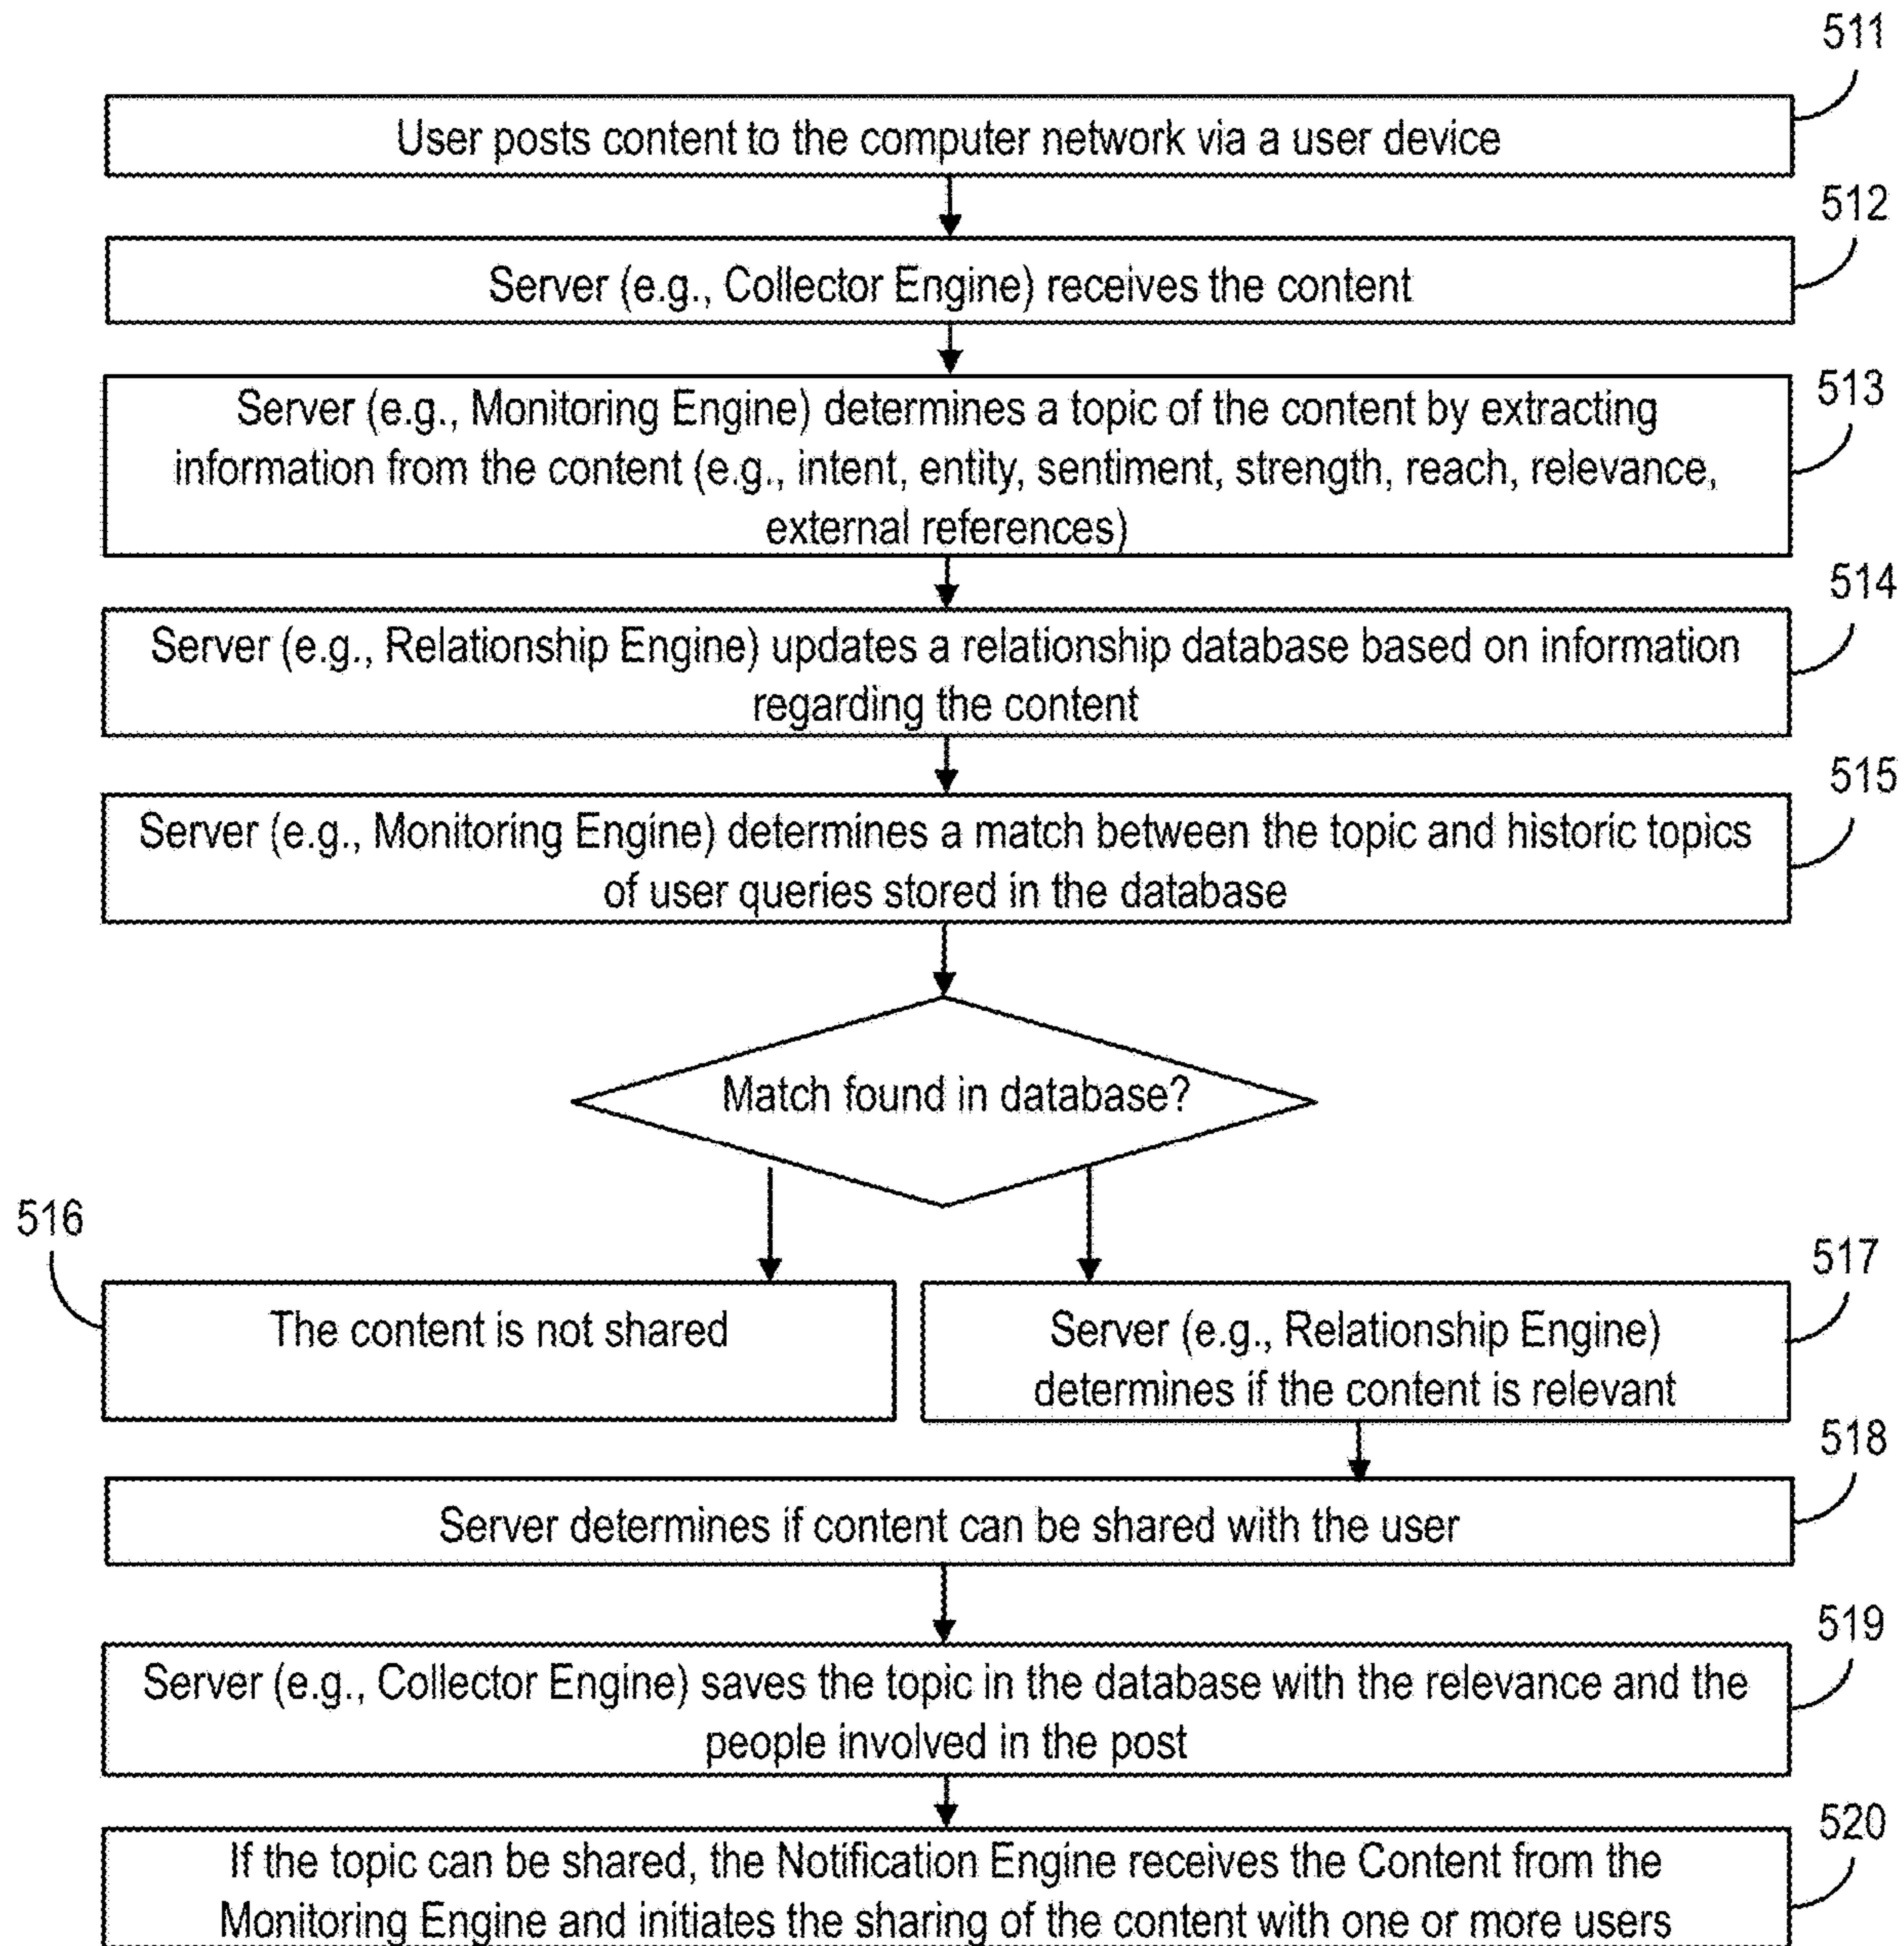 511
User posts content to the computer network via a user device
512
Server (e.g., Collector Engine) receives the content
513
Server (e.g., Monitoring Engine) determines a topic of the content by extracting
information from the content (e.g., intent, entity, sentiment, strength, reach, relevance,
external references)
514
Server (e.g., Relationship Engine) updates a relationship database based on information
regarding the content
515
Server (e.g., Monitoring Engine) determines a match between the topic and historic topics
of user queries stored in the database
Match found in database?
516
The content is not shared
517
Server (e.g., Relationship Engine)
determines if the content is relevant
518
Server determines if content can be shared with the user
519
Server (e.g., Collector Engine) saves the topic in the database with the relevance and the
people involved in the post
520
If the topic can be shared, the Notification Engine receives the Content from the
Monitoring Engine and initiates the sharing of the content with one or more users